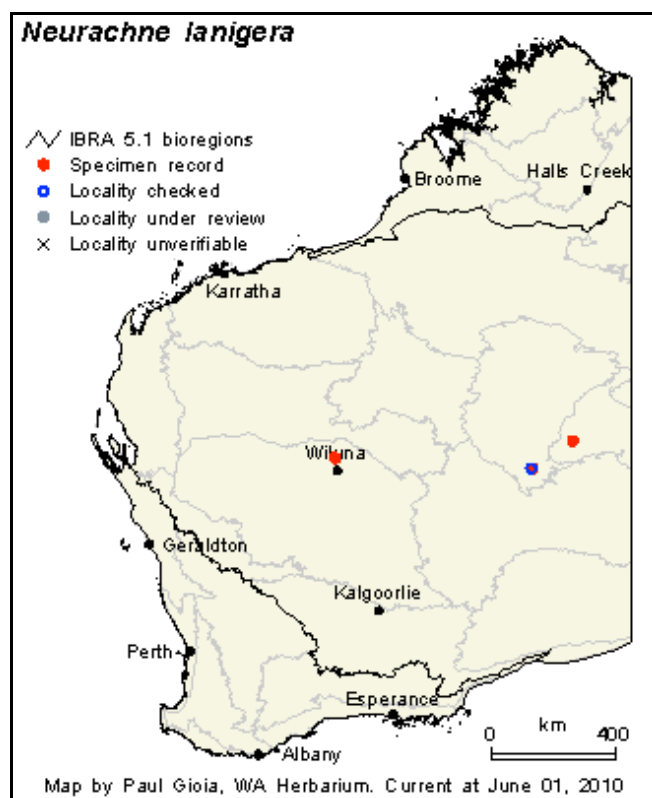 Neurachne lanigera
IBRA 5.1 bioregions
Specimen record
Locality checked
Locality under review
Locality unverifiable
Broome
Halls Creek
Karratha
Wiluna
Geraldton
Kalgoorlie
Perth
Esperance
Albany
km
0 400
Map by Paul Gioia, WA Herbarium. Current at June 01, 2010